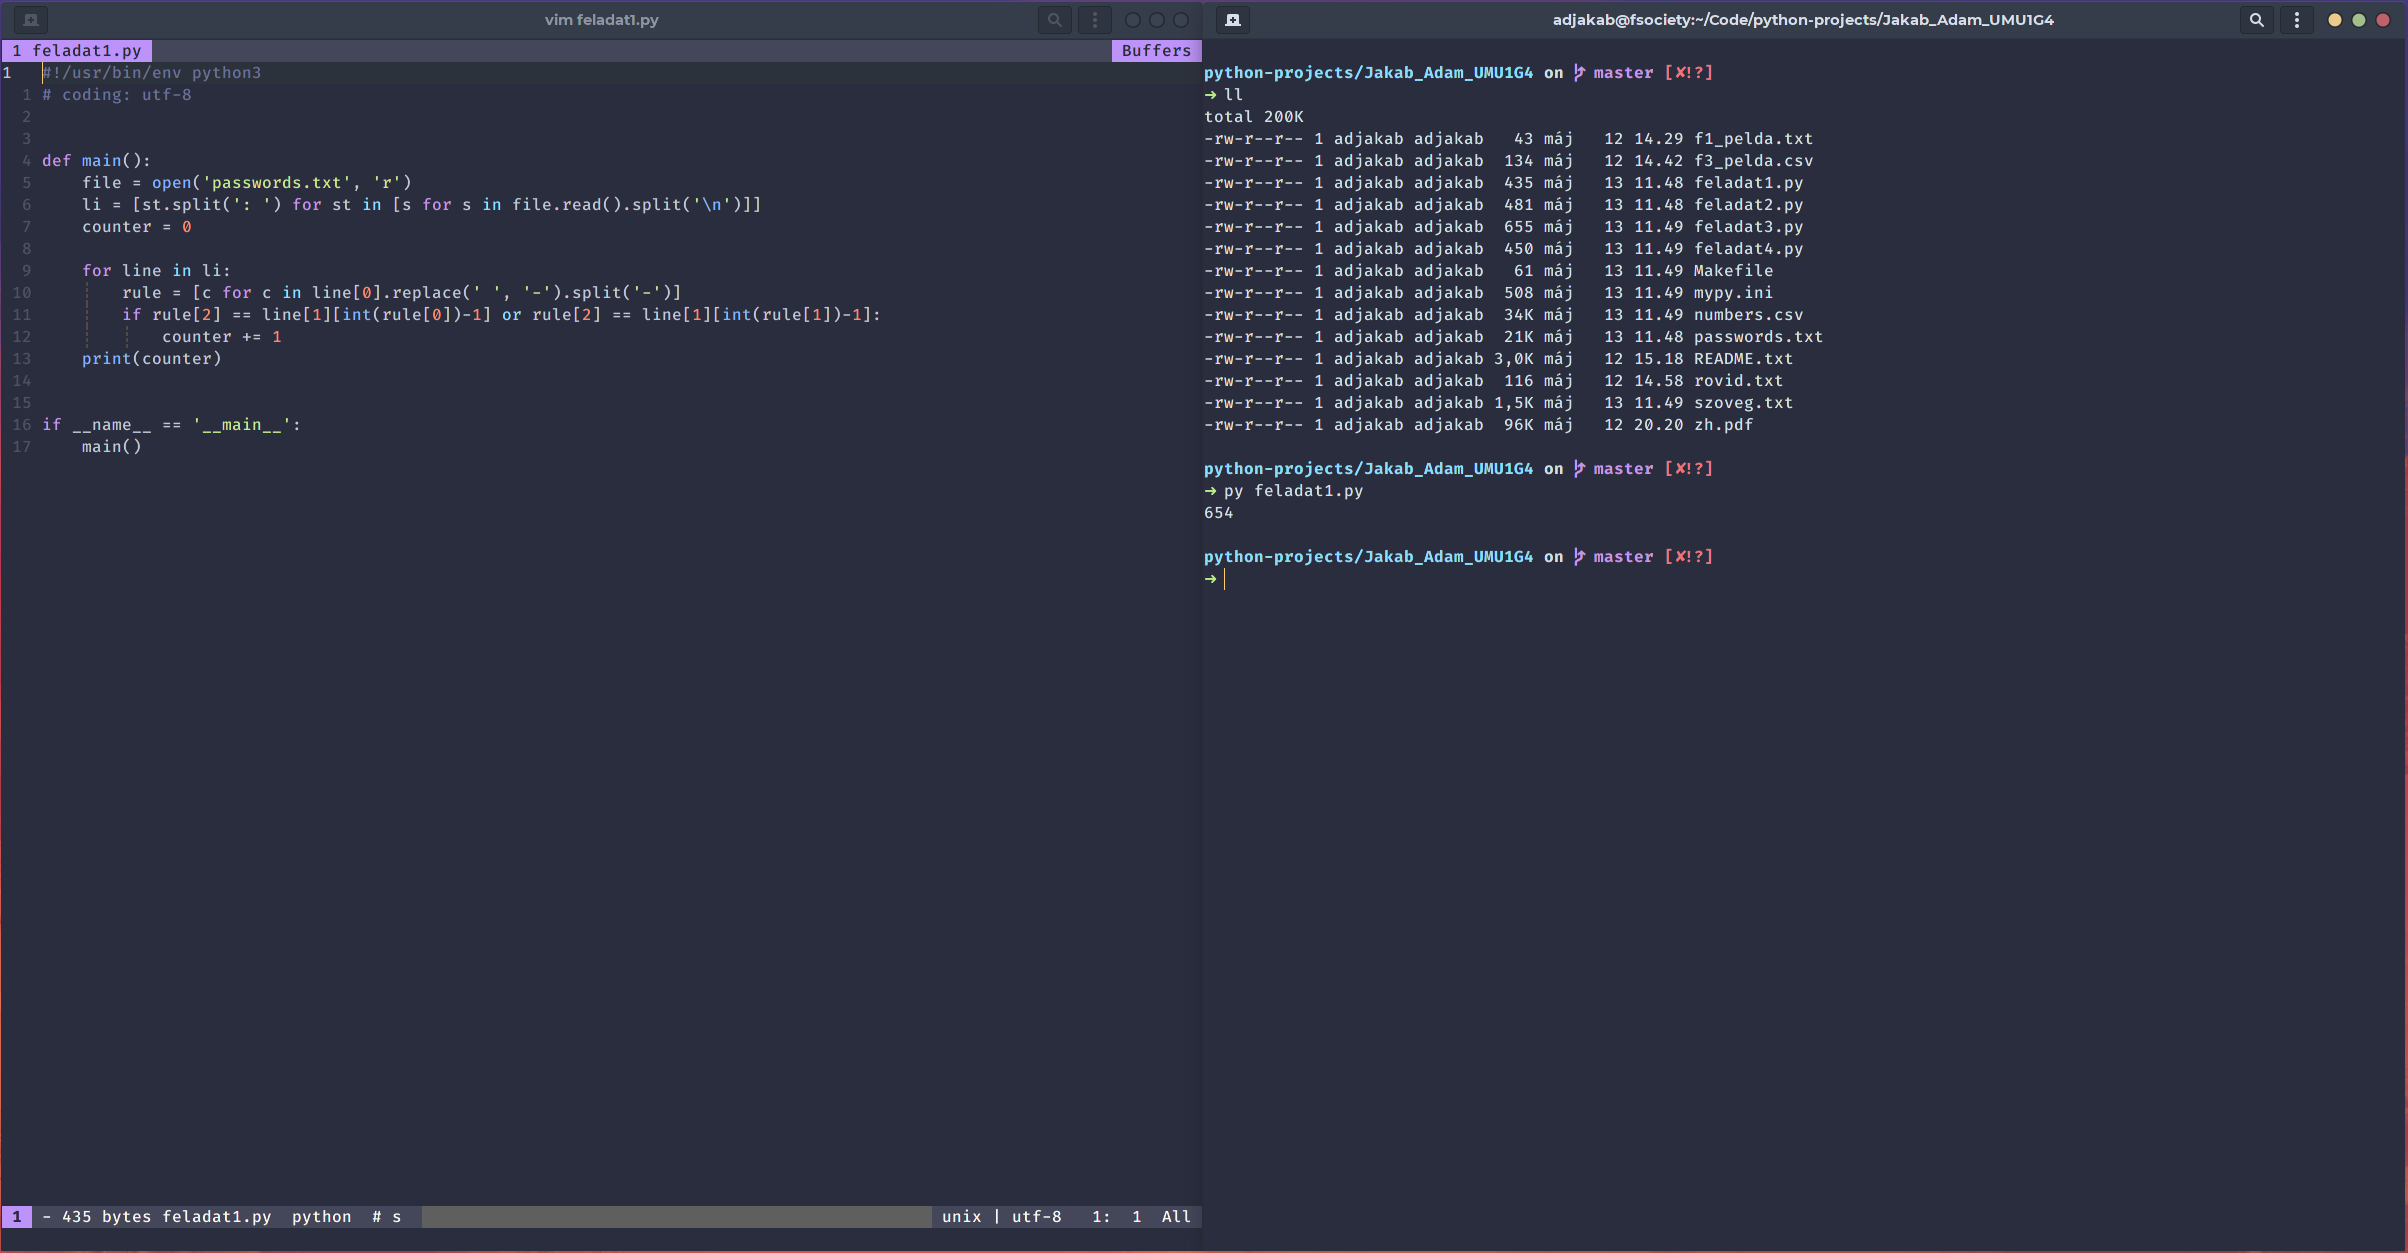 vim feladat1.py
1 feladat1.py
Buffers
1 #!/usr/bin/env python3
1 # coding: utf-8
2
3
4 def main():
5     file = open('passwords.txt', 'r')
6     li = [st.split(': ') for st in [s for s in file.read().split('\n')]]
7     counter = 0
8
9     for line in li:
10         rule = [c for c in line[0].replace(' ', '-').split('-')]
11         if rule[2] == line[1][int(rule[0])-1] or rule[2] == line[1][int(rule[1])-1]:
12             counter += 1
13     print(counter)
14
15
16 if __name__ == '__main__':
17     main()
1 - 435 bytes feladat1.py  python  # s
unix | utf-8   1:  1  All
adjakab@fsociety:~/Code/python-projects/Jakab_Adam_UMU1G4
python-projects/Jakab_Adam_UMU1G4 on master [✘!?]
➜ ll
total 200K
-rw-r--r-- 1 adjakab adjakab   43 máj   12 14.29 f1_pelda.txt
-rw-r--r-- 1 adjakab adjakab  134 máj   12 14.42 f3_pelda.csv
-rw-r--r-- 1 adjakab adjakab  435 máj   13 11.48 feladat1.py
-rw-r--r-- 1 adjakab adjakab  481 máj   13 11.48 feladat2.py
-rw-r--r-- 1 adjakab adjakab  655 máj   13 11.49 feladat3.py
-rw-r--r-- 1 adjakab adjakab  450 máj   13 11.49 feladat4.py
-rw-r--r-- 1 adjakab adjakab   61 máj   13 11.49 Makefile
-rw-r--r-- 1 adjakab adjakab  508 máj   13 11.49 mypy.ini
-rw-r--r-- 1 adjakab adjakab  34K máj   13 11.49 numbers.csv
-rw-r--r-- 1 adjakab adjakab  21K máj   13 11.48 passwords.txt
-rw-r--r-- 1 adjakab adjakab 3,0K máj   12 15.18 README.txt
-rw-r--r-- 1 adjakab adjakab  116 máj   12 14.58 rovid.txt
-rw-r--r-- 1 adjakab adjakab 1,5K máj   13 11.49 szoveg.txt
-rw-r--r-- 1 adjakab adjakab  96K máj   12 20.20 zh.pdf
python-projects/Jakab_Adam_UMU1G4 on master [✘!?]
➜ py feladat1.py
654
python-projects/Jakab_Adam_UMU1G4 on master [✘!?]
➜